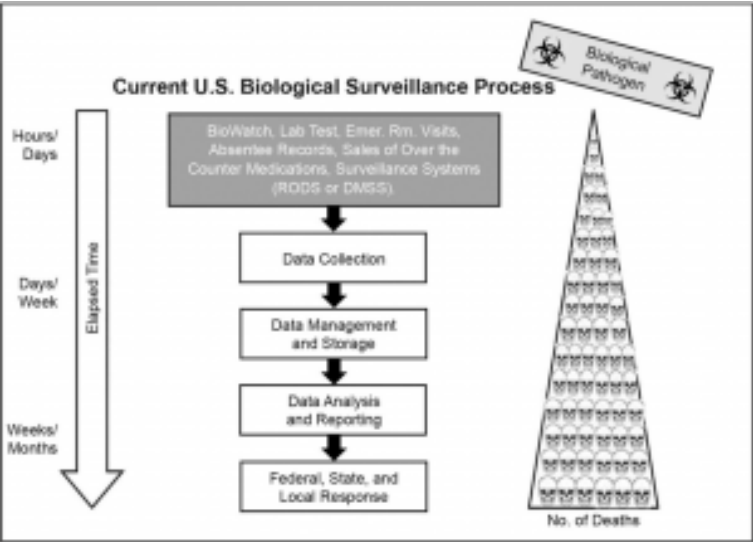 Biological
Pathogen
Current U.S. Biological Surveillance Process
Hours/
Days
BioWatch, Lab Test, Emer. Rm. Visits,
Absentee Records, Sales of Over the
Counter Medications, Surveillance Systems
(RODS or DMSS).
Elapsed Time
Data Collection
Days/
Week
Data Management
and Storage
Data Analysis
and Reporting
Weeks/
Months
Federal, State, and
Local Response
No. of Deaths